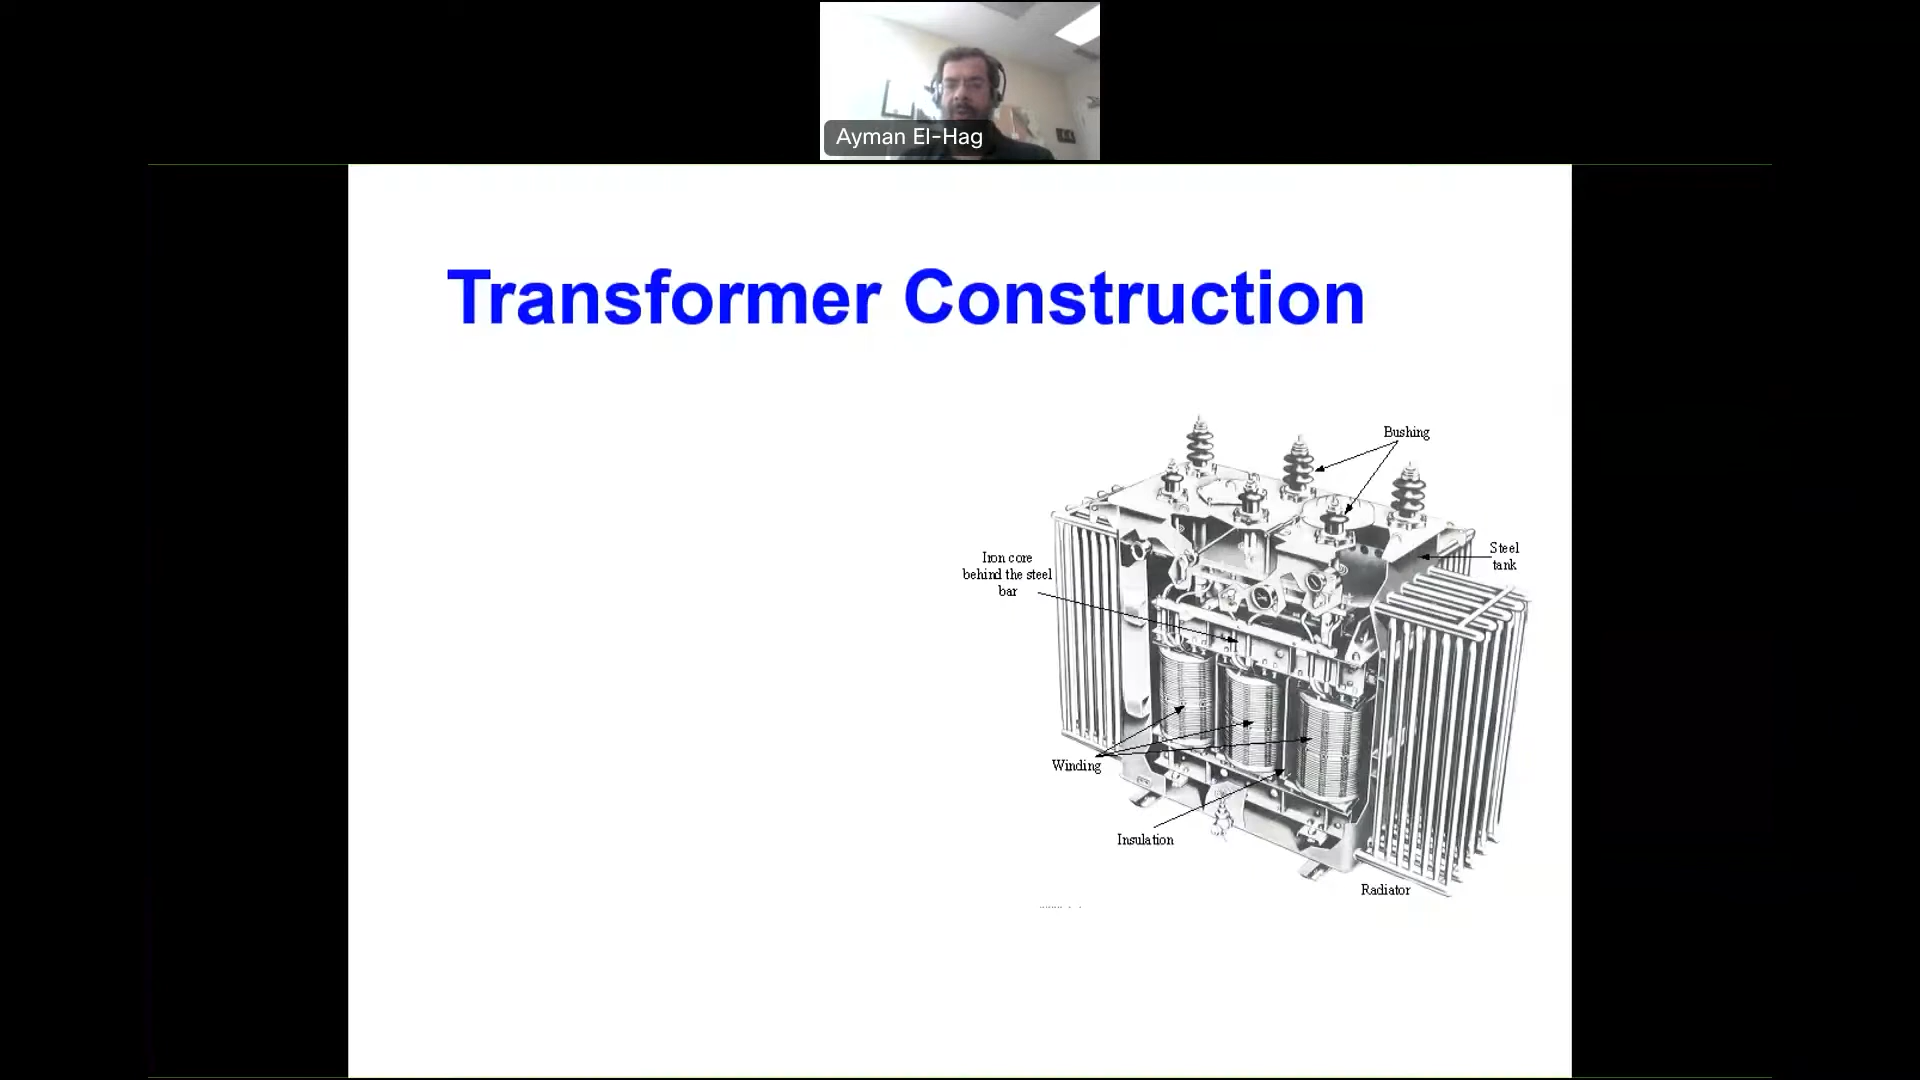 Ayman El-Hag
Transformer Construction
Bushing
Iron core
behind the steel
bar
Steel
tank
Winding
Insulation
Radiator